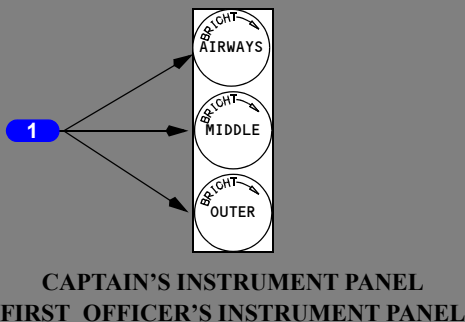 BRIGHT
AIRWAYS
1
BRIGHT
MIDDLE
BRIGHT
OUTER
CAPTAIN'S INSTRUMENT PANEL
FIRST OFFICER'S INSTRUMENT PANEL